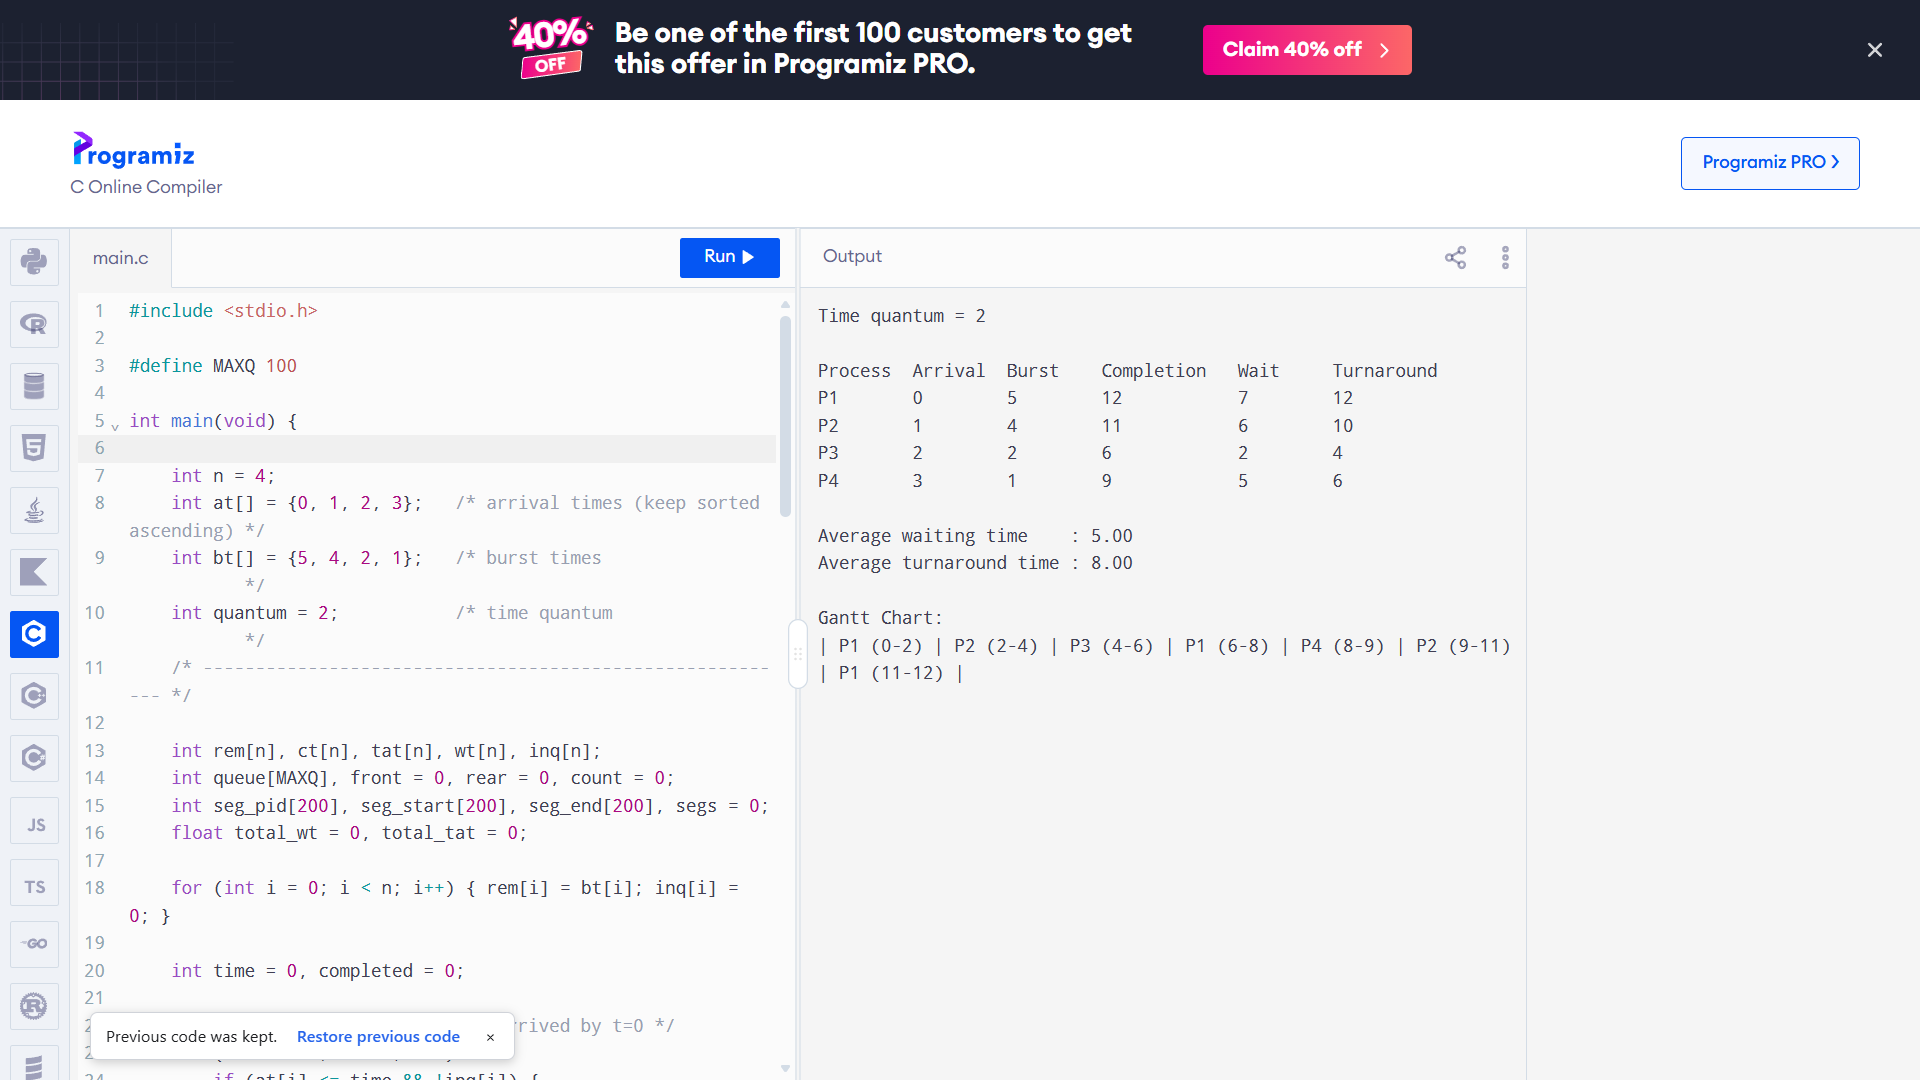 40%
OFF
Be one of the first 100 customers to get
this offer in Programiz PRO.
Claim 40% off
Programiz
C Online Compiler
Programiz PRO
main.c
Run
Output
1 #include <stdio.h>
2
3 #define MAXQ 100
4
5 int main(void) {
6
7 int n = 4;
8 int at[] = {0, 1, 2, 3};   /* arrival times (keep sorted
ascending) */
9 int bt[] = {5, 4, 2, 1};   /* burst times
*/
10 int quantum = 2;           /* time quantum
*/
11 /* ------------------------------------------------------
--- */
12
13 int rem[n], ct[n], tat[n], wt[n], inq[n];
14 int queue[MAXQ], front = 0, rear = 0, count = 0;
15 int seg_pid[200], seg_start[200], seg_end[200], segs = 0;
16 float total_wt = 0, total_tat = 0;
17
18 for (int i = 0; i < n; i++) { rem[i] = bt[i]; inq[i] =
0; }
19
20 int time = 0, completed = 0;
21
rrived by t=0 */
24 if (at[i] <= time && !inq[i]) {
Time quantum = 2
Process  Arrival  Burst    Completion   Wait     Turnaround
P1       0        5        12           7        12
P2       1        4        11           6        10
P3       2        2        6            2        4
P4       3        1        9            5        6
Average waiting time    : 5.00
Average turnaround time : 8.00
Gantt Chart:
| P1 (0-2) | P2 (2-4) | P3 (4-6) | P1 (6-8) | P4 (8-9) | P2 (9-11)
| P1 (11-12) |
JS
TS
GO
Previous code was kept. Restore previous code ×